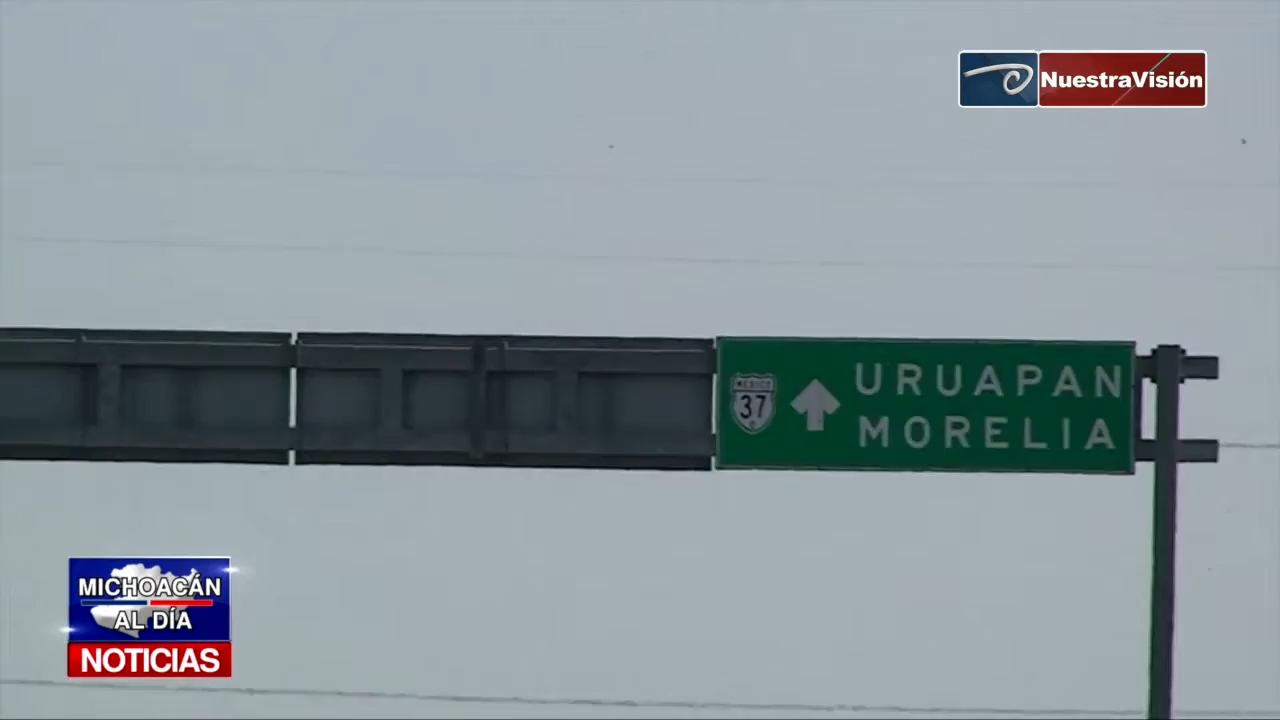 NuestraVisión
URUAPAN
MORELIA
MEXICO
37
MICHOACÁN
AL DÍA
NOTICIAS